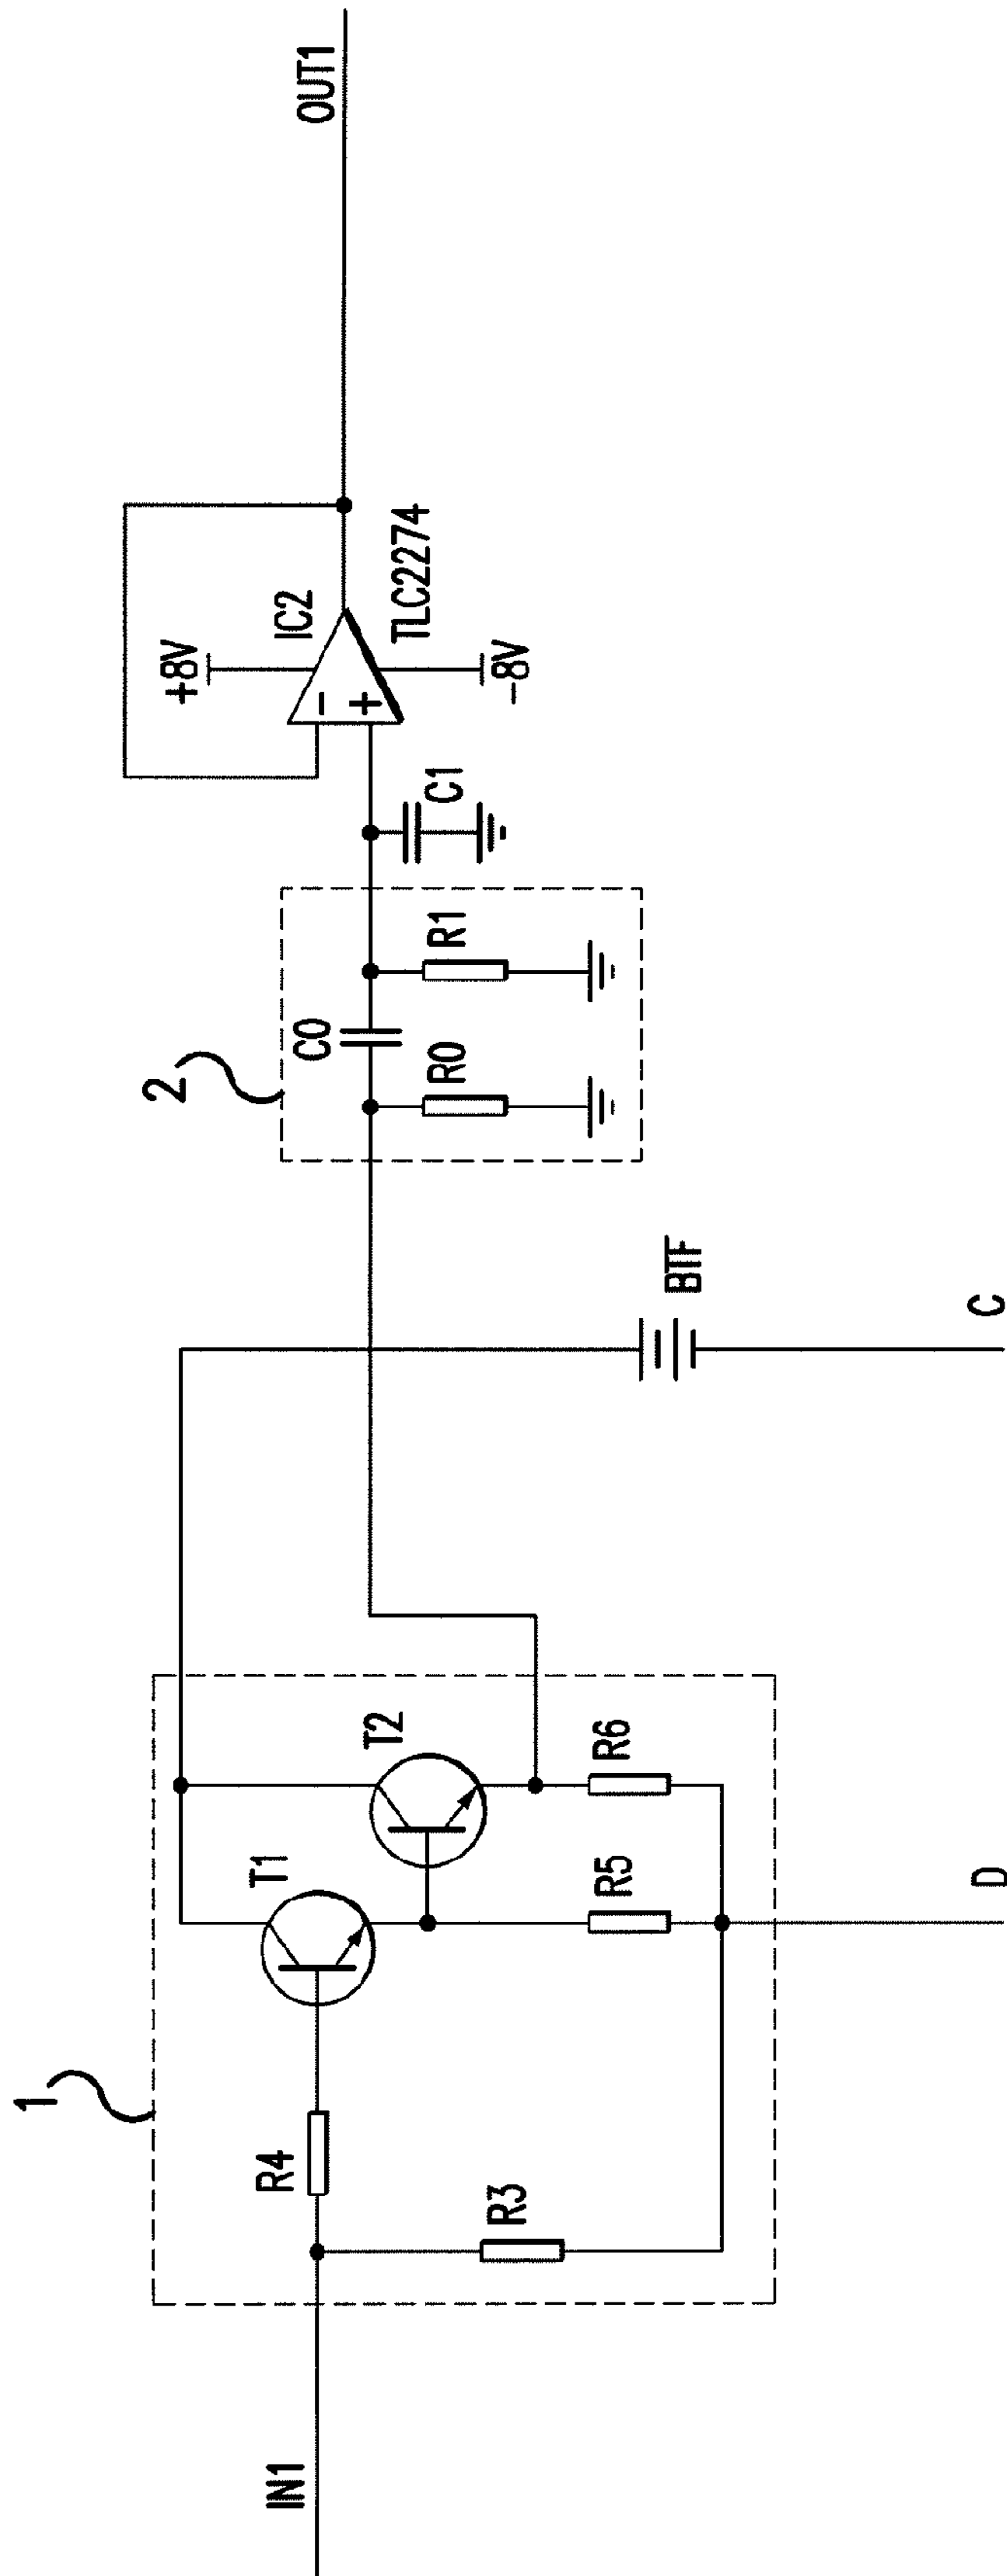 IN1
1
R4
R3
T1
T2
R5
R6
D
BTF
C
2
C0
R0
R1
C1
+8V
IC2
-
+
TLC2274
-8V
OUT1